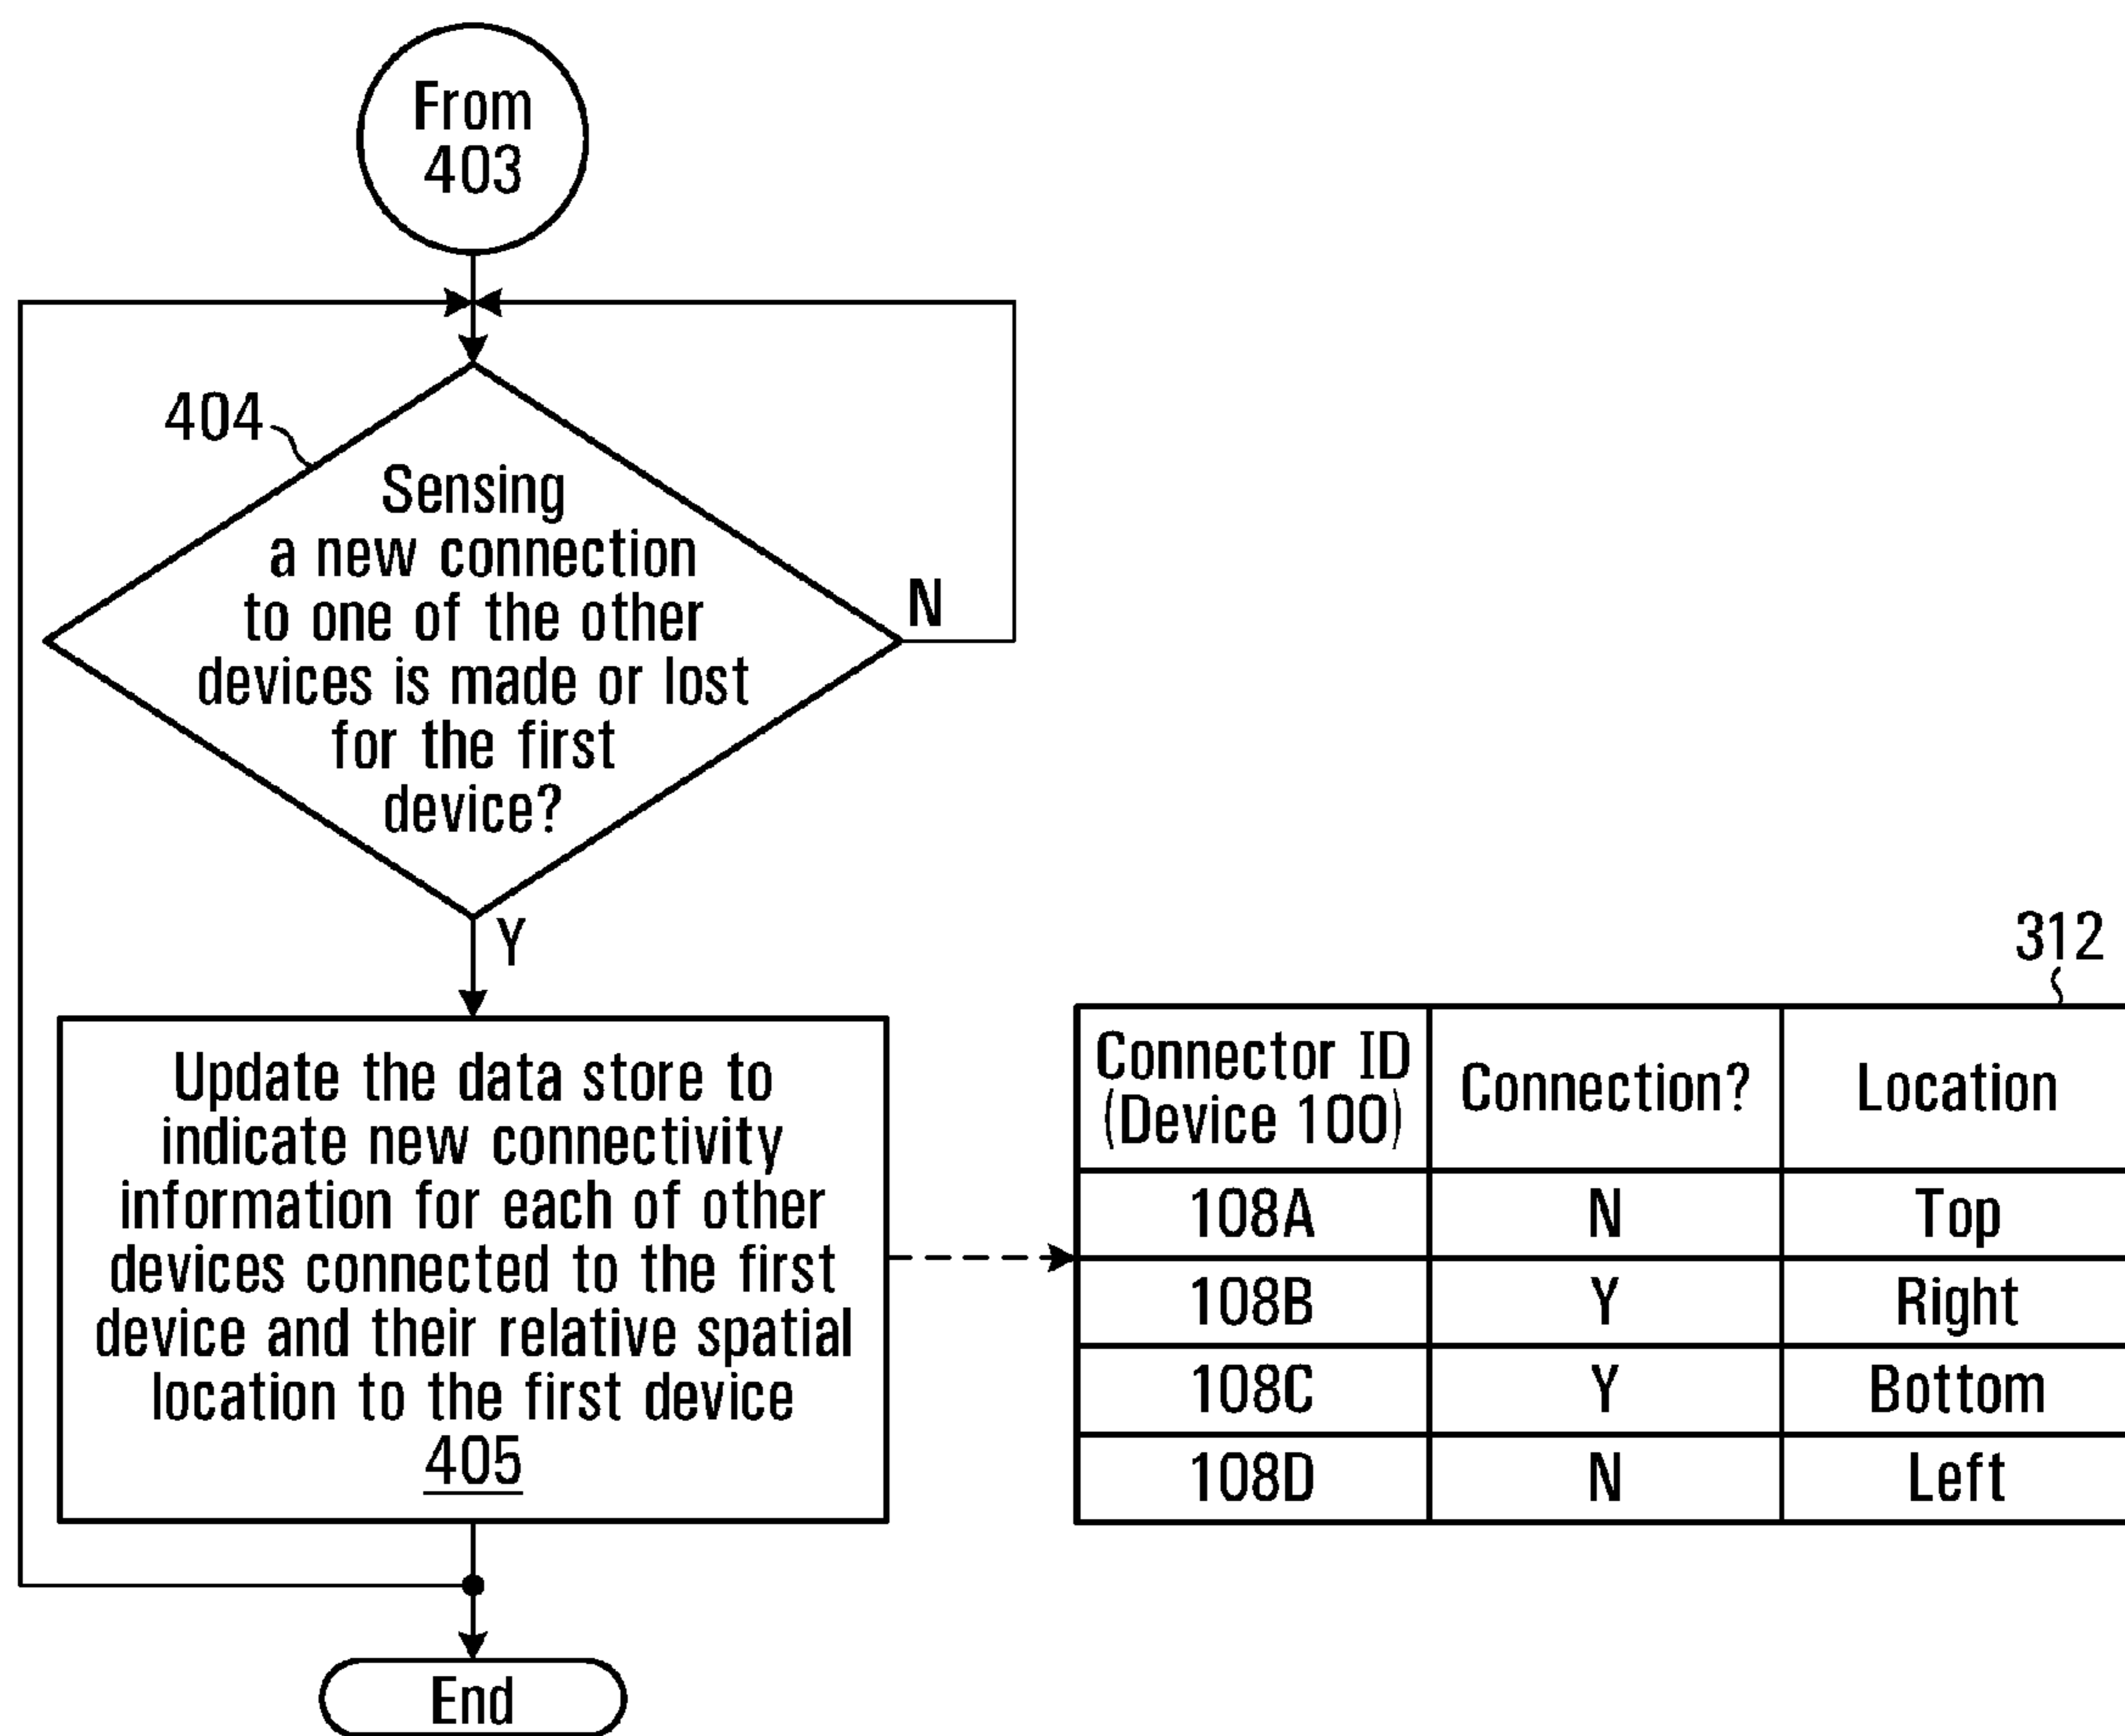 From
403
404
Sensing
a new connection
to one of the other
devices is made or lost
for the first
device?
N
Y
Update the data store to
indicate new connectivity
information for each of other
devices connected to the first
device and their relative spatial
location to the first device
405
End
312
Connector ID
(Device 100)
Connection?
Location
108A N Top
108B Y Right
108C Y Bottom
108D N Left